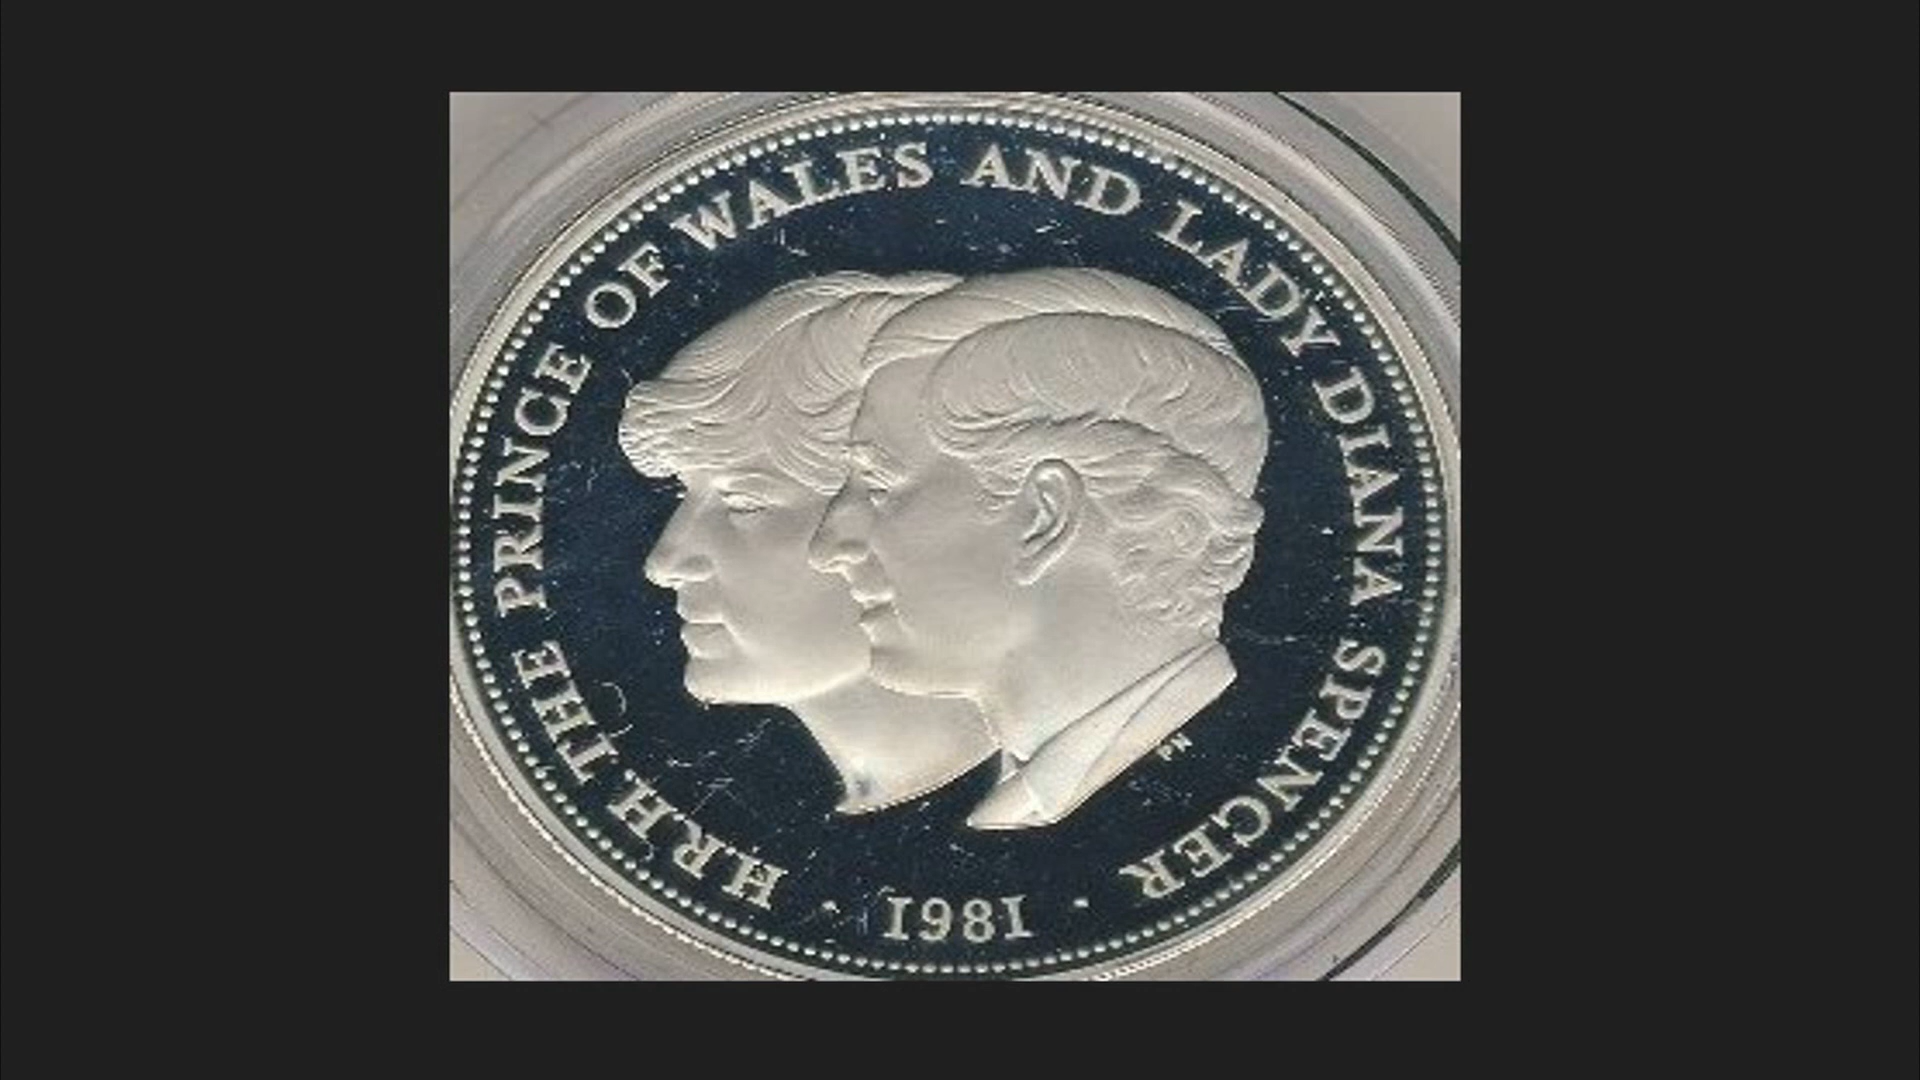 H.R.H. THE PRINCE OF WALES AND LADY DIANA SPENCER
· 1981 ·
PN